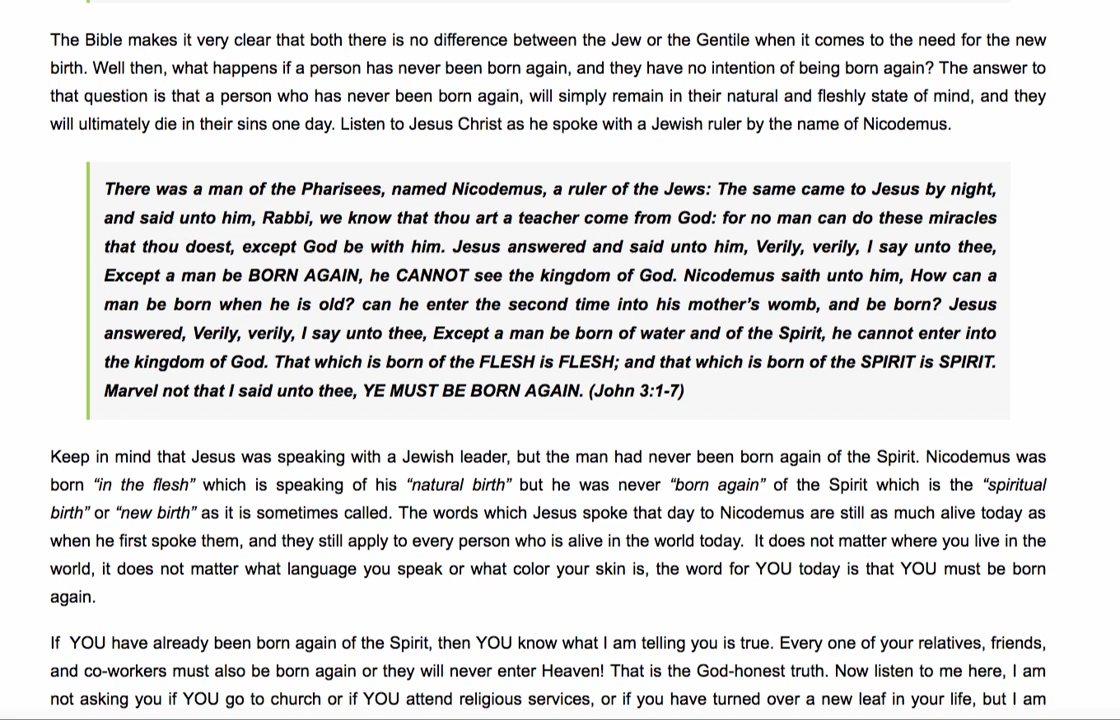 The Bible makes it very clear that both there is no difference between the Jew or the Gentile when it comes to the need for the new
birth. Well then, what happens if a person has never been born again, and they have no intention of being born again? The answer to
that question is that a person who has never been born again, will simply remain in their natural and fleshly state of mind, and they
will ultimately die in their sins one day. Listen to Jesus Christ as he spoke with a Jewish ruler by the name of Nicodemus.
There was a man of the Pharisees, named Nicodemus, a ruler of the Jews: The same came to Jesus by night,
and said unto him, Rabbi, we know that thou art a teacher come from God: for no man can do these miracles
that thou doest, except God be with him. Jesus answered and said unto him, Verily, verily, I say unto thee,
Except a man be BORN AGAIN, he CANNOT see the kingdom of God. Nicodemus saith unto him, How can a
man be born when he is old? can he enter the second time into his mother’s womb, and be born? Jesus
answered, Verily, verily, I say unto thee, Except a man be born of water and of the Spirit, he cannot enter into
the kingdom of God. That which is born of the FLESH is FLESH; and that which is born of the SPIRIT is SPIRIT.
Marvel not that I said unto thee, YE MUST BE BORN AGAIN. (John 3:1-7)
Keep in mind that Jesus was speaking with a Jewish leader, but the man had never been born again of the Spirit. Nicodemus was
born “in the flesh” which is speaking of his “natural birth” but he was never “born again” of the Spirit which is the “spiritual
birth” or “new birth” as it is sometimes called. The words which Jesus spoke that day to Nicodemus are still as much alive today as
when he first spoke them, and they still apply to every person who is alive in the world today.  It does not matter where you live in the
world, it does not matter what language you speak or what color your skin is, the word for YOU today is that YOU must be born
again.
If  YOU have already been born again of the Spirit, then YOU know what I am telling you is true. Every one of your relatives, friends,
and co-workers must also be born again or they will never enter Heaven! That is the God-honest truth. Now listen to me here, I am
not asking you if YOU go to church or if YOU attend religious services, or if you have turned over a new leaf in your life, but I am